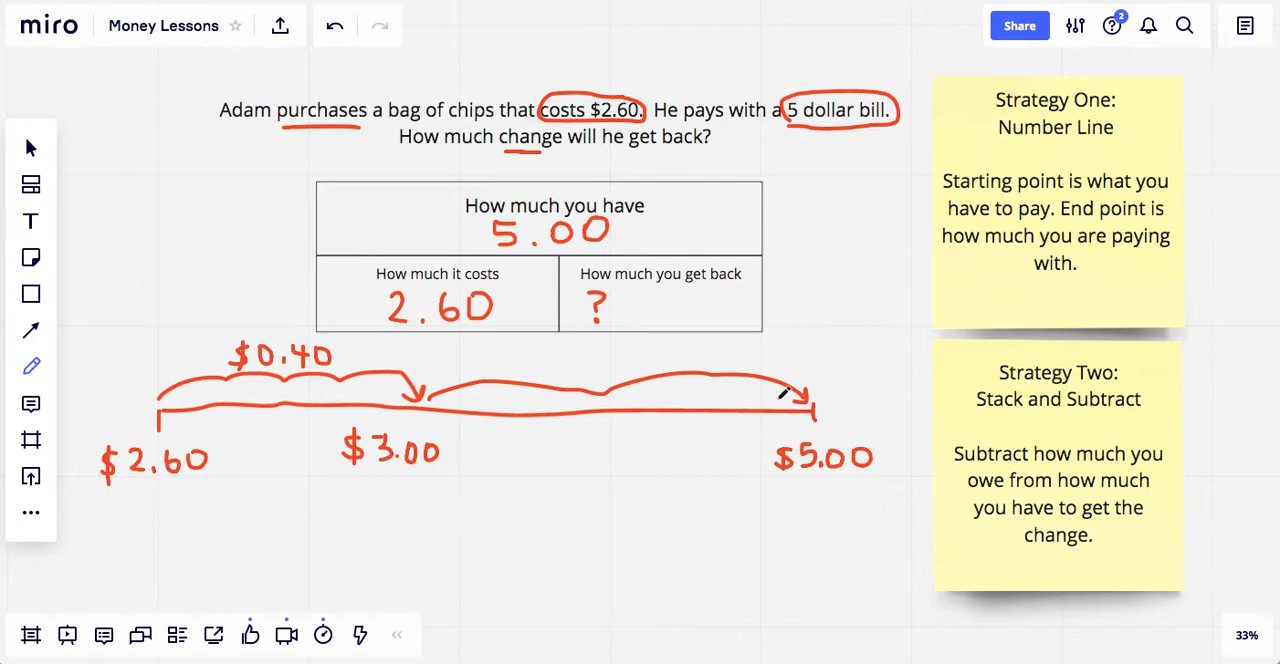 miro
Money Lessons
Share
2
Adam purchases a bag of chips that costs $2.60. He pays with a 5 dollar bill.
How much change will he get back?
How much you have
5.00
How much it costs
2.60
How much you get back
?
$0.40
$2.60
$3.00
$5.00
Strategy One:
Number Line
Starting point is what you
have to pay. End point is
how much you are paying
with.
Strategy Two:
Stack and Subtract
Subtract how much you
owe from how much
you have to get the
change.
33%